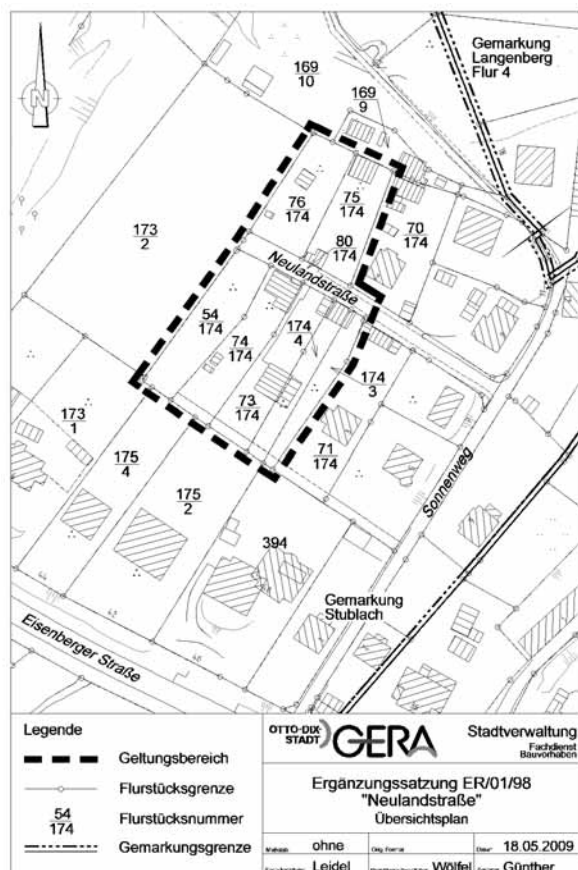 169
10
Gemarkung
Langenberg
Flur 4
169
9
N
76
174
75
174
70
174
173
2
80
174
Neulandstraße
54
174
74
174
174
4
174
3
73
174
71
174
173
1
175
4
175
2
394
Sonnenweg
Gemarkung
Stublach
44
43
46
Eisenberger Straße
Legende
Geltungsbereich
Flurstücksgrenze
54
174
Flurstücksnummer
Gemarkungsgrenze
OTTO-DIX-
STADT
GERA
Stadtverwaltung
Fachdienst
Bauvorhaben
Ergänzungssatzung ER/01/98
"Neulandstraße"
Übersichtsplan
ohne
18.05.2009
Leidel
Wölfel
Günther